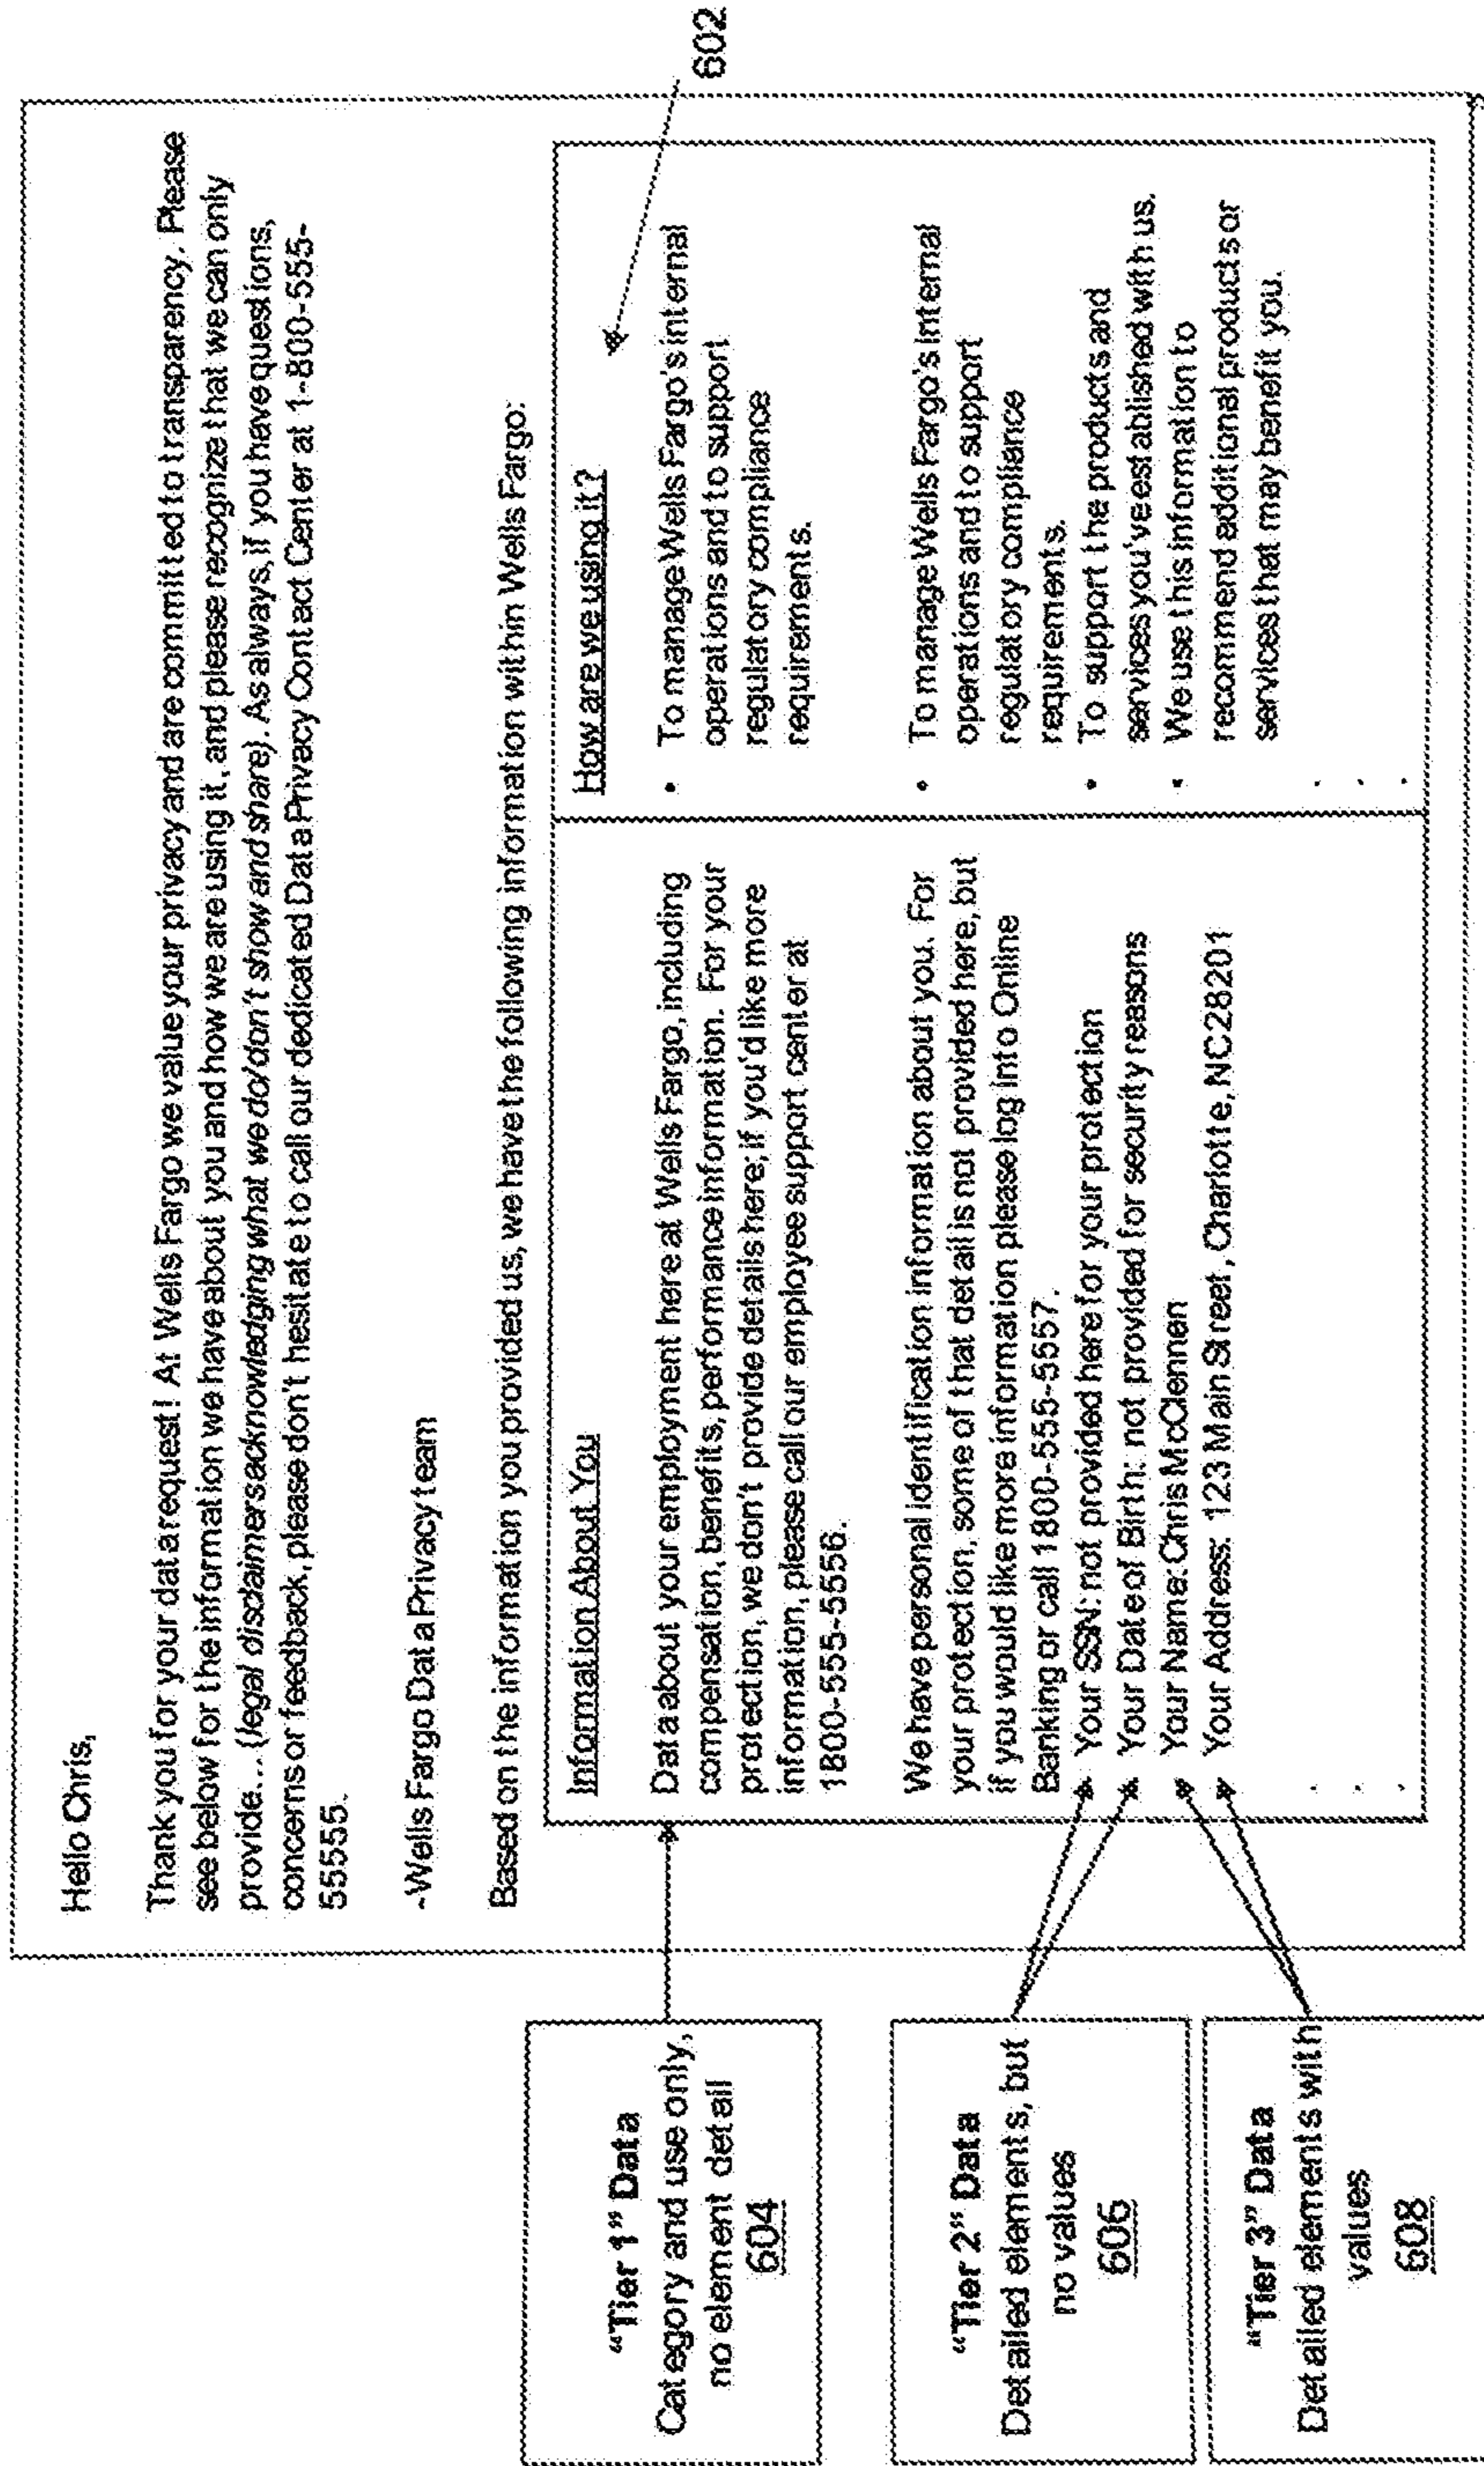 Hello Chris,
Thank you for your data request! At Wells Fargo we value your privacy and are committed to transparency. Please
see below for the information we have about you and how we are using it, and please recognize that we can only
provide... (legal disclaimers acknowledging what we do/don't show and share). As always, if you have questions,
concerns or feedback, please don't hesitate to call our dedicated Data Privacy Contact Center at 1-800-555-
55555.
-Wells Fargo Data Privacy team
Based on the information you provided us, we have the following information within Wells Fargo:
Information About You
Data about your employment here at Wells Fargo, including
compensation, benefits, performance information. For your
protection, we don't provide details here; if you'd like more
information, please call our employee support center at
1800-555-5556.
We have personal identification information about you. For
your protection, some of that detail is not provided here, but
if you would like more information please log into Online
Banking or call 1800-555-5557.
Your SSN: not provided here for your protection
Your Date of Birth: not provided for security reasons
Your Name: Chris McClennen
Your Address: 123 Main Street, Charlotte, NC 28201
How are we using it?
• To manage Wells Fargo's internal
operations and to support
regulatory compliance
requirements.
• To manage Wells Fargo's internal
operations and to support
regulatory compliance
requirements.
• To support the products and
services you've established with us.
• We use this information to
recommend additional products or
services that may benefit you.
602
"Tier 1" Data
Category and use only,
no element detail
604
"Tier 2" Data
Detailed elements, but
no values
606
"Tier 3" Data
Detailed elements with
values
608